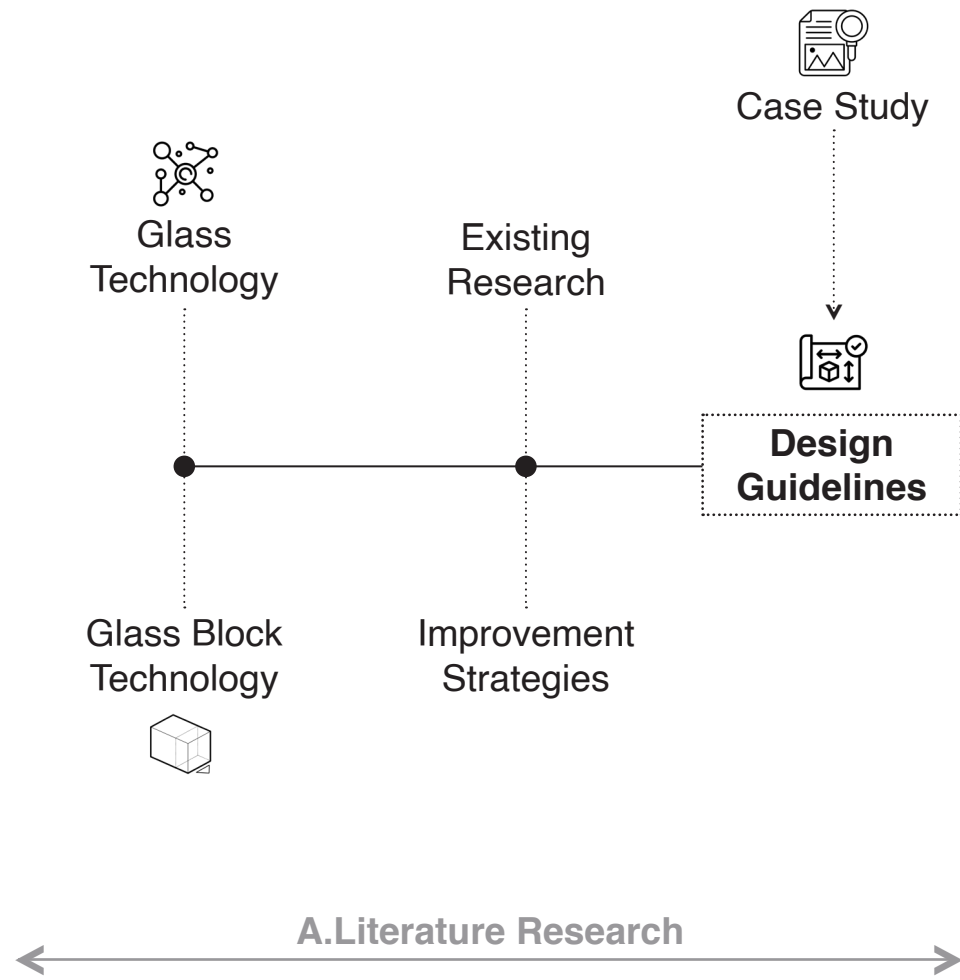 Case Study
Glass
Technology
Existing
Research
Design
Guidelines
Glass Block
Technology
Improvement
Strategies
A.Literature Research